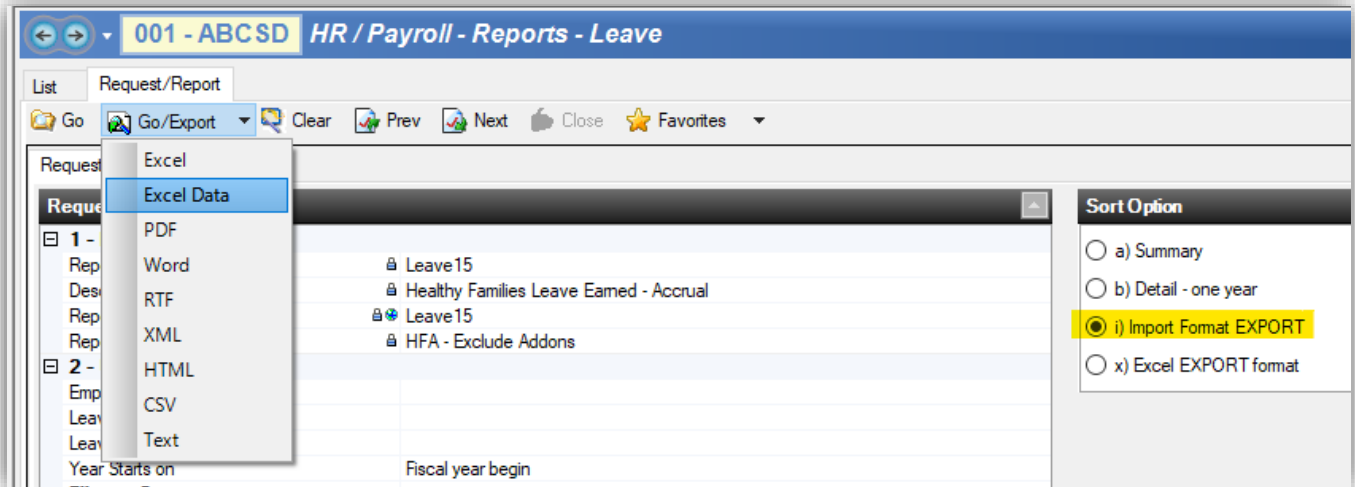 001 - ABCSD HR / Payroll - Reports - Leave
List Request/Report
Go Go/Export Clear Prev Next Close Favorites
Request
Excel
Excel Data
PDF
Word
RTF
XML
HTML
CSV
Text
Reque
1 -
Rep Leave15
Des Healthy Families Leave Earned - Accrual
Rep Leave15
Rep HFA - Exclude Addons
2 -
Emp
Leav
Leav
Year Starts on Fiscal year begin
Sort Option
a) Summary
b) Detail - one year
i) Import Format EXPORT
x) Excel EXPORT format